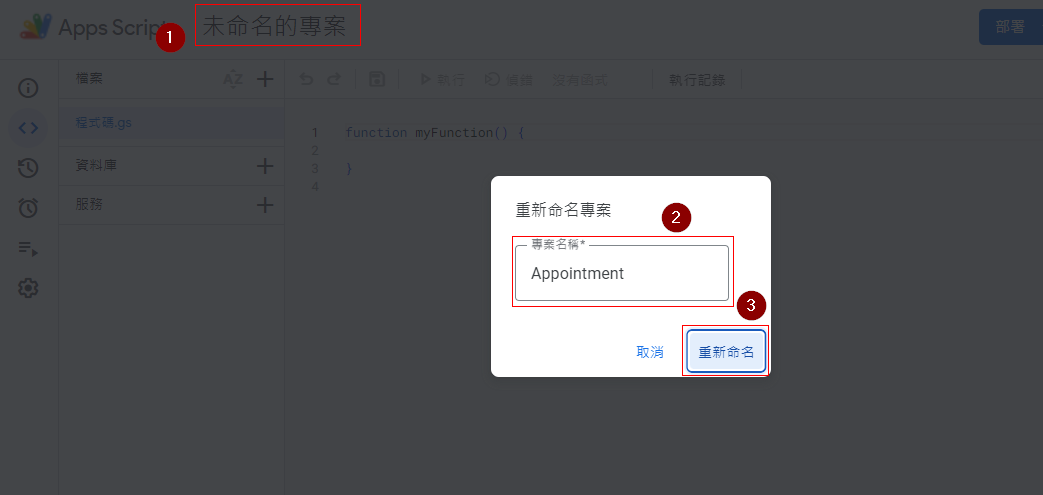 Apps Script
1
未命名的專案
部署
檔案
AZ
執行
偵錯
沒有函式
執行記錄
程式碼.gs
資料庫
服務
1 function myFunction() {
2
3 }
4
重新命名專案
2
專案名稱*
Appointment
3
取消
重新命名